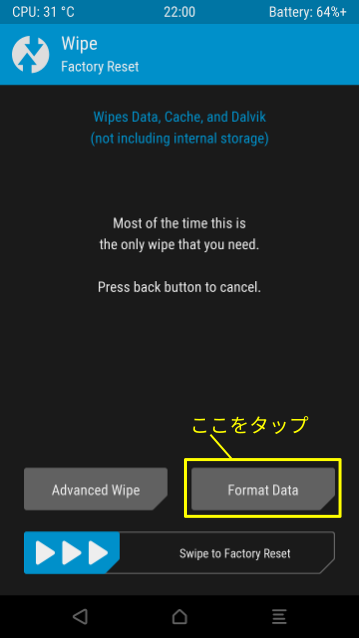 CPU: 31 °C 22:00 Battery: 64%+
Wipe
Factory Reset
Wipes Data, Cache, and Dalvik
(not including internal storage)
Most of the time this is
the only wipe that you need.
Press back button to cancel.
ここをタップ
Advanced Wipe Format Data
Swipe to Factory Reset